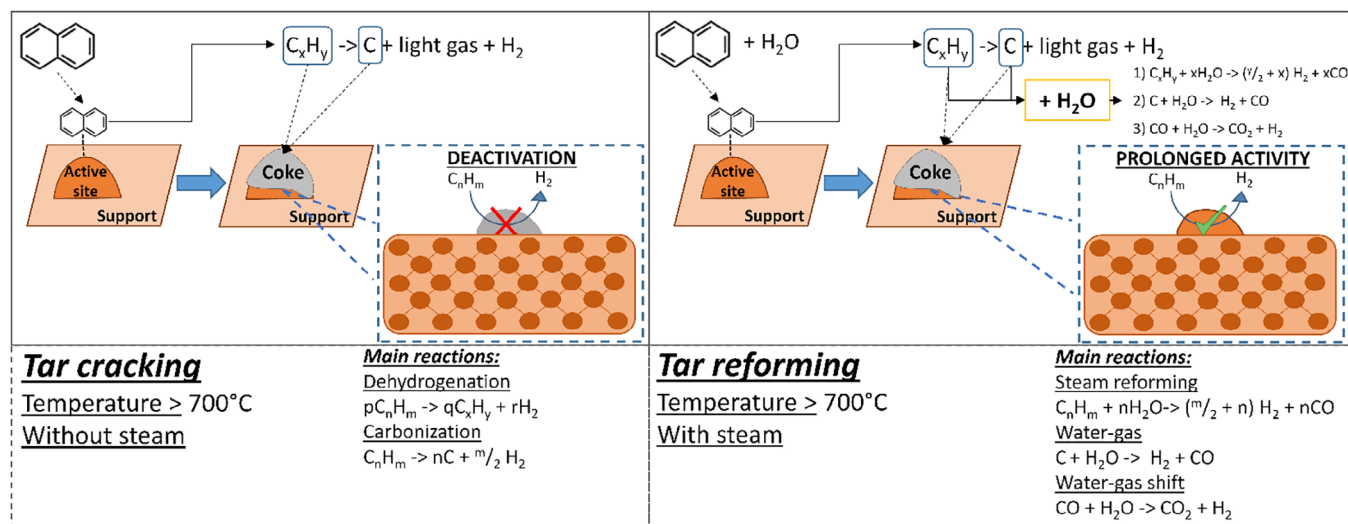 CₓHᵧ -> C + light gas + H₂
Active site
Support
Coke
Support
DEACTIVATION
CₙHₘ
H₂
+ H₂O
CₓHᵧ -> C + light gas + H₂
+ H₂O
1) CₓHᵧ + xH₂O -> (ʸ/₂ + x) H₂ + xCO
2) C + H₂O -> H₂ + CO
3) CO + H₂O -> CO₂ + H₂
Active site
Support
Coke
Support
PROLONGED ACTIVITY
CₙHₘ
H₂
Tar cracking
Temperature > 700°C
Without steam
Main reactions:
Dehydrogenation
pCₙHₘ -> qCₓHᵧ + rH₂
Carbonization
CₙHₘ -> nC + ᵐ/₂ H₂
Tar reforming
Temperature > 700°C
With steam
Main reactions:
Steam reforming
CₙHₘ + nH₂O-> (ᵐ/₂ + n) H₂ + nCO
Water-gas
C + H₂O -> H₂ + CO
Water-gas shift
CO + H₂O -> CO₂ + H₂